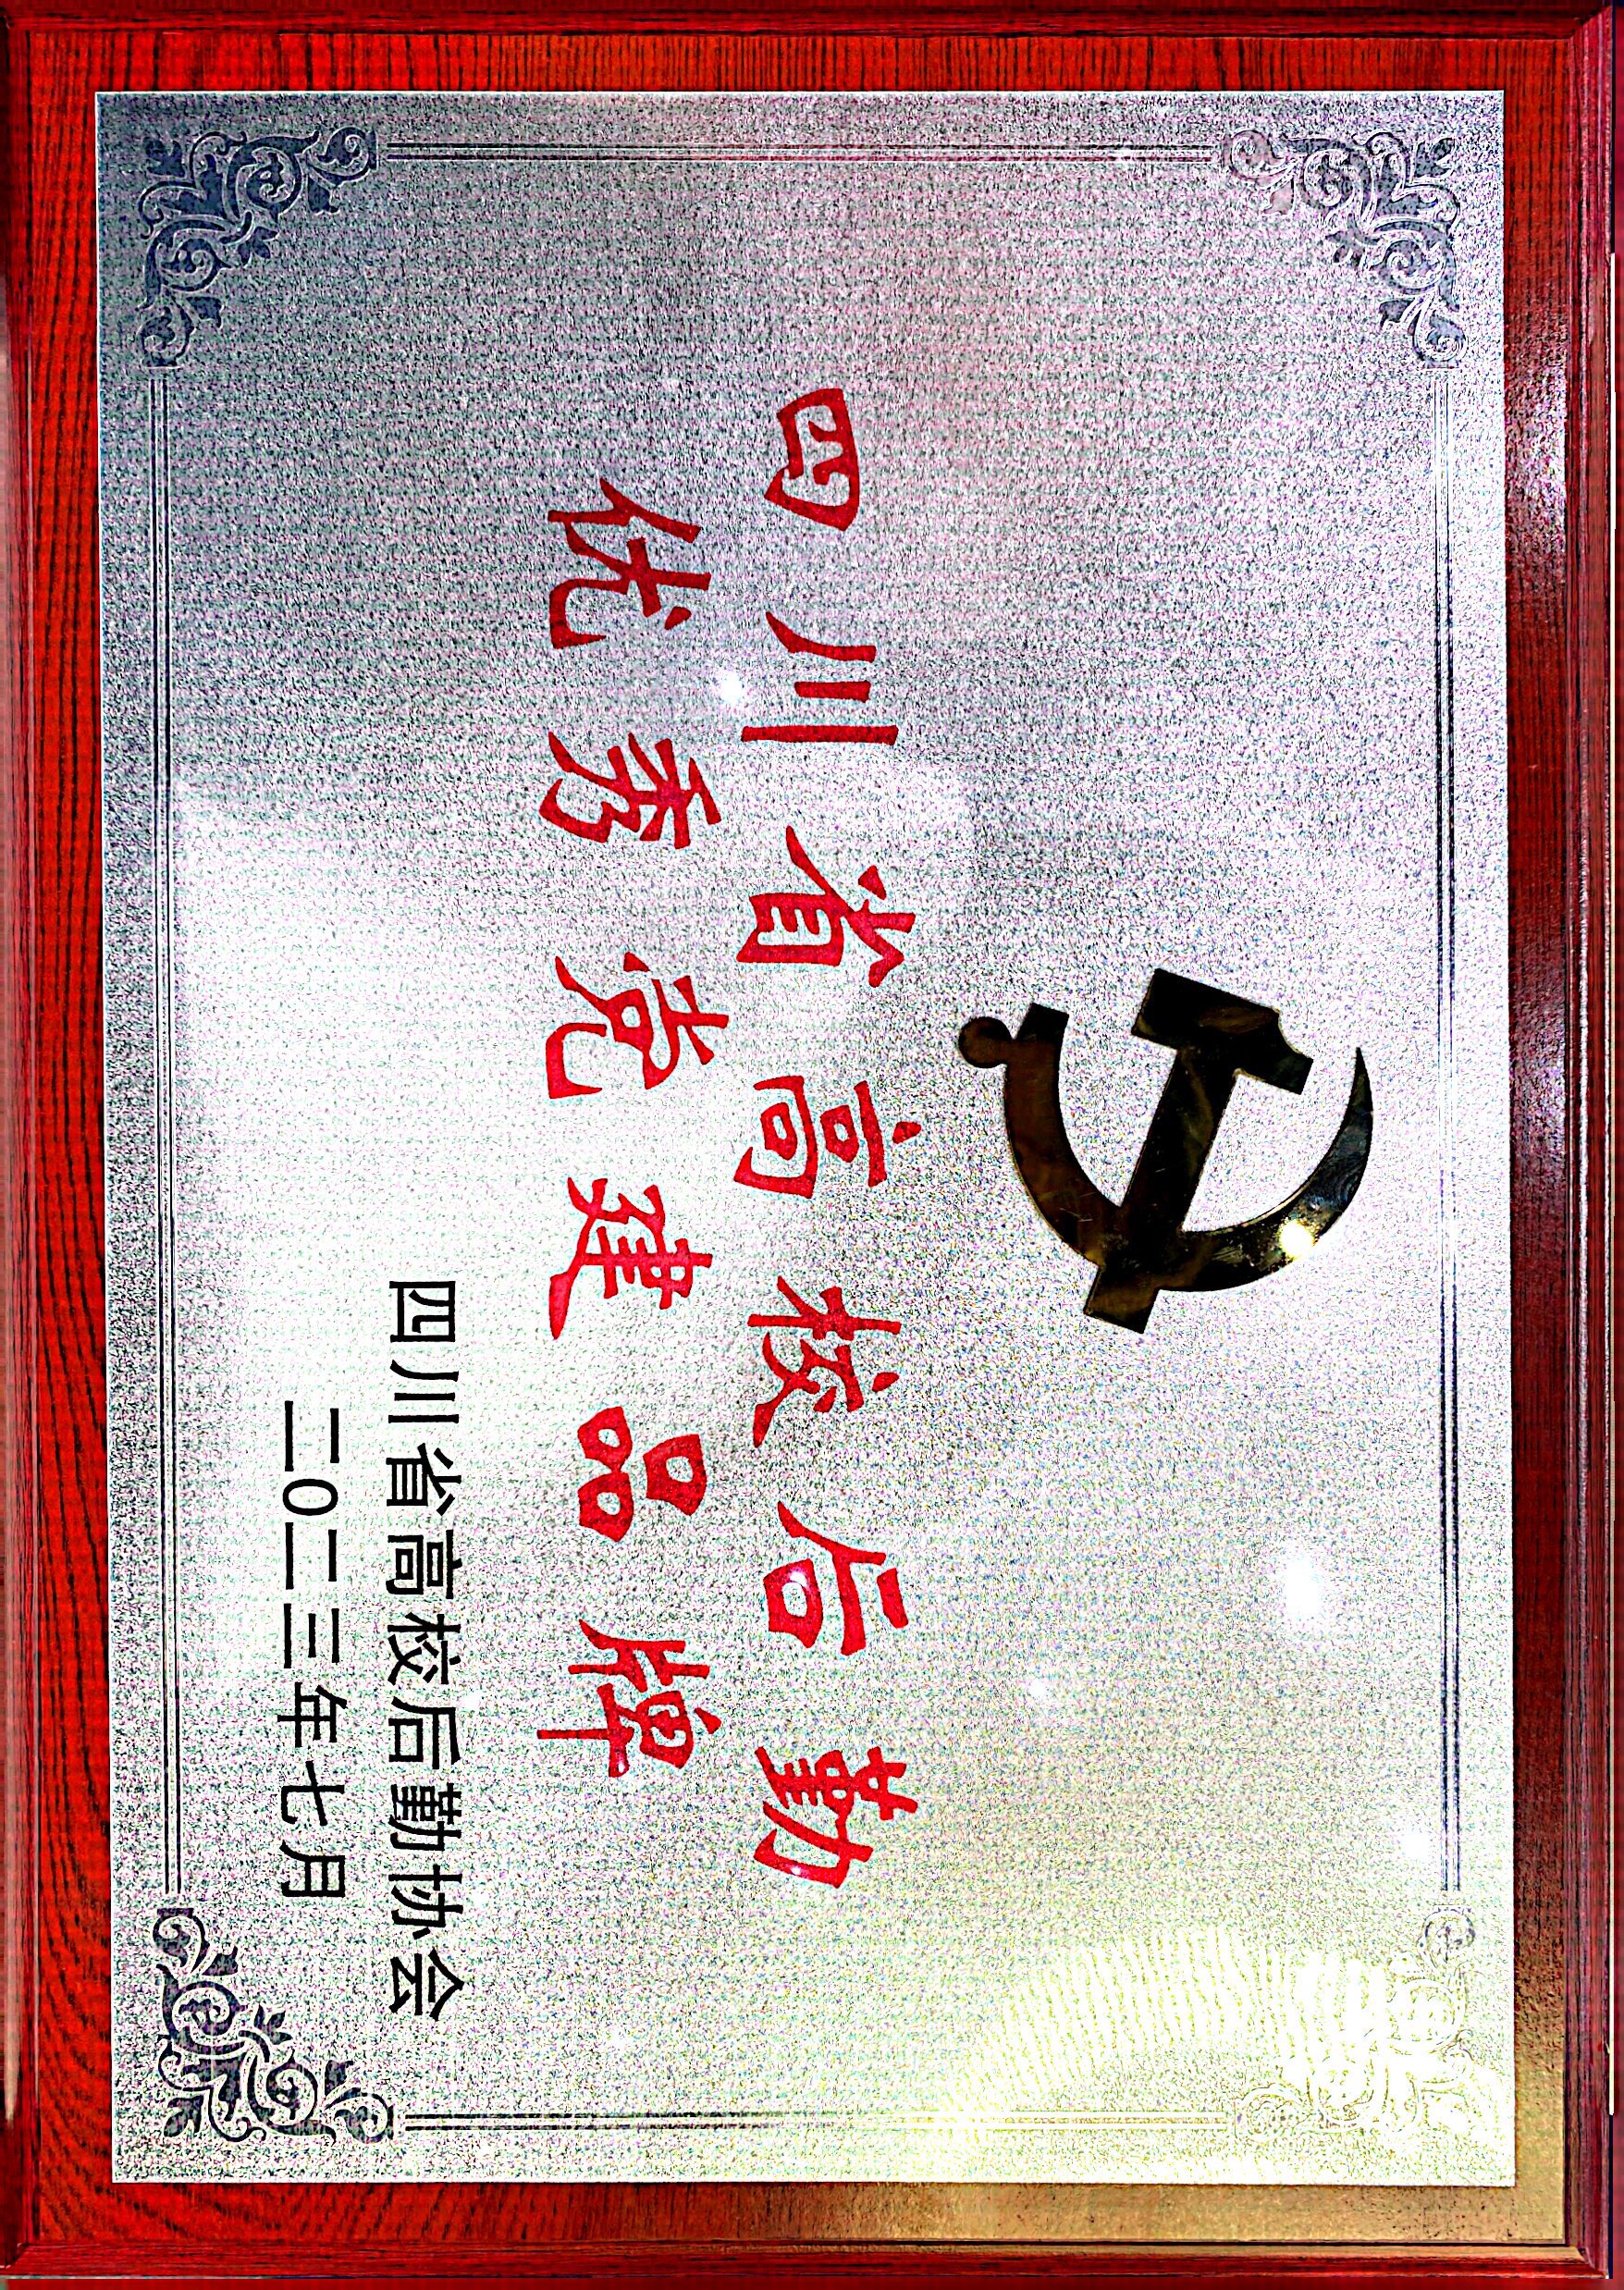 四川省高校后勤
优秀党建品牌
四川省高校后勤协会
二〇二三年七月